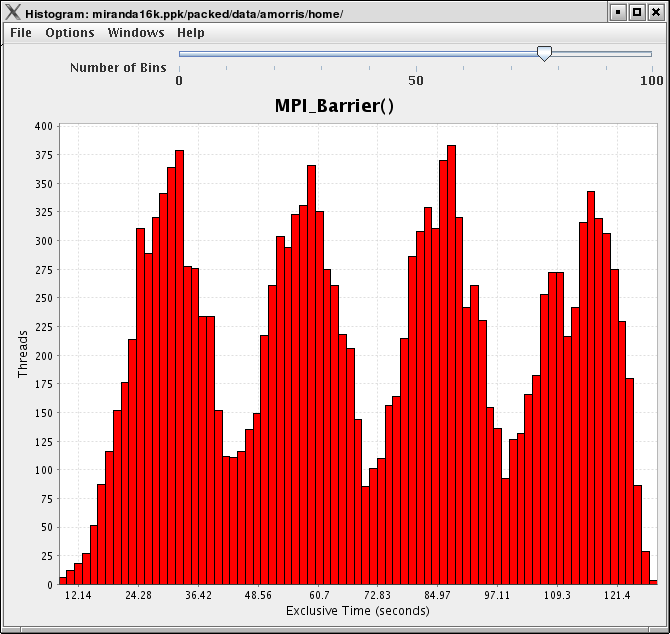 Histogram: miranda16k.ppk/packed/data/amorris/home/
File Options Windows Help
Number of Bins
0 50 100
MPI_Barrier()
400
375
350
325
300
275
250
225
200
175
150
125
100
75
50
25
0
Threads
12.14 24.28 36.42 48.56 60.7 72.83 84.97 97.11 109.3 121.4
Exclusive Time (seconds)